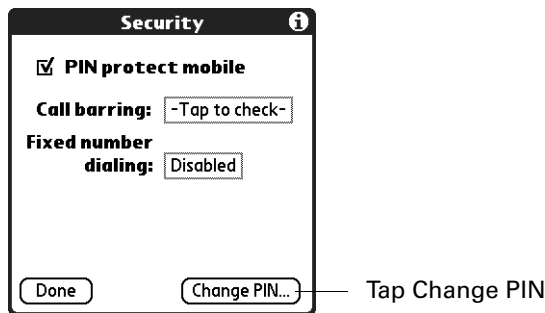 Security
PIN protect mobile
Call barring: -Tap to check-
Fixed number
dialing: Disabled
Done Change PIN... Tap Change PIN